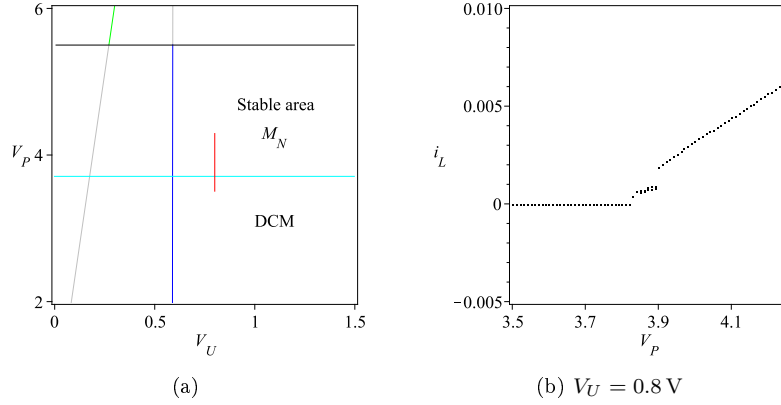 6
V_P
4
2
Stable area
M_N
DCM
0
0.5
1
1.5
V_U
(a)
0.010
0.005
i_L
0
−0.005
3.5
3.7
3.9
4.1
V_P
(b) V_U = 0.8 V